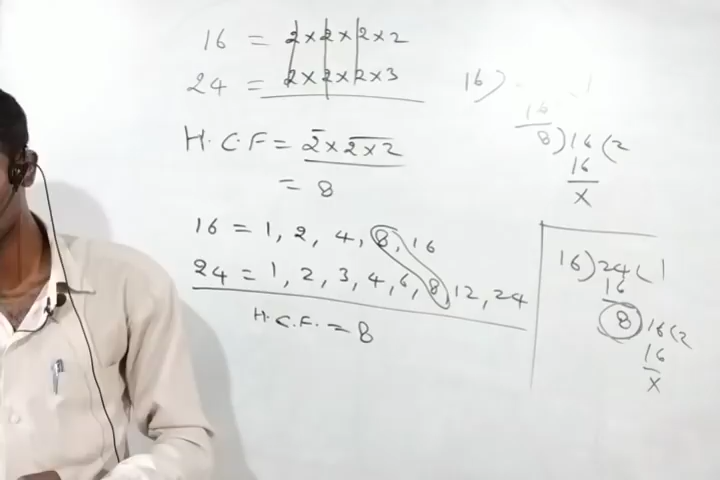 16 = 2×2×2×2
24 = 2×2×2×3
H.C.F = 2×2×2
= 8
16 = 1, 2, 4, 8, 16
24 = 1, 2, 3, 4, 6, 8, 12, 24
H.C.F. = 8
16) 1
16
8)16(2
16
x
16)24(1
16
8)16(2
16
x